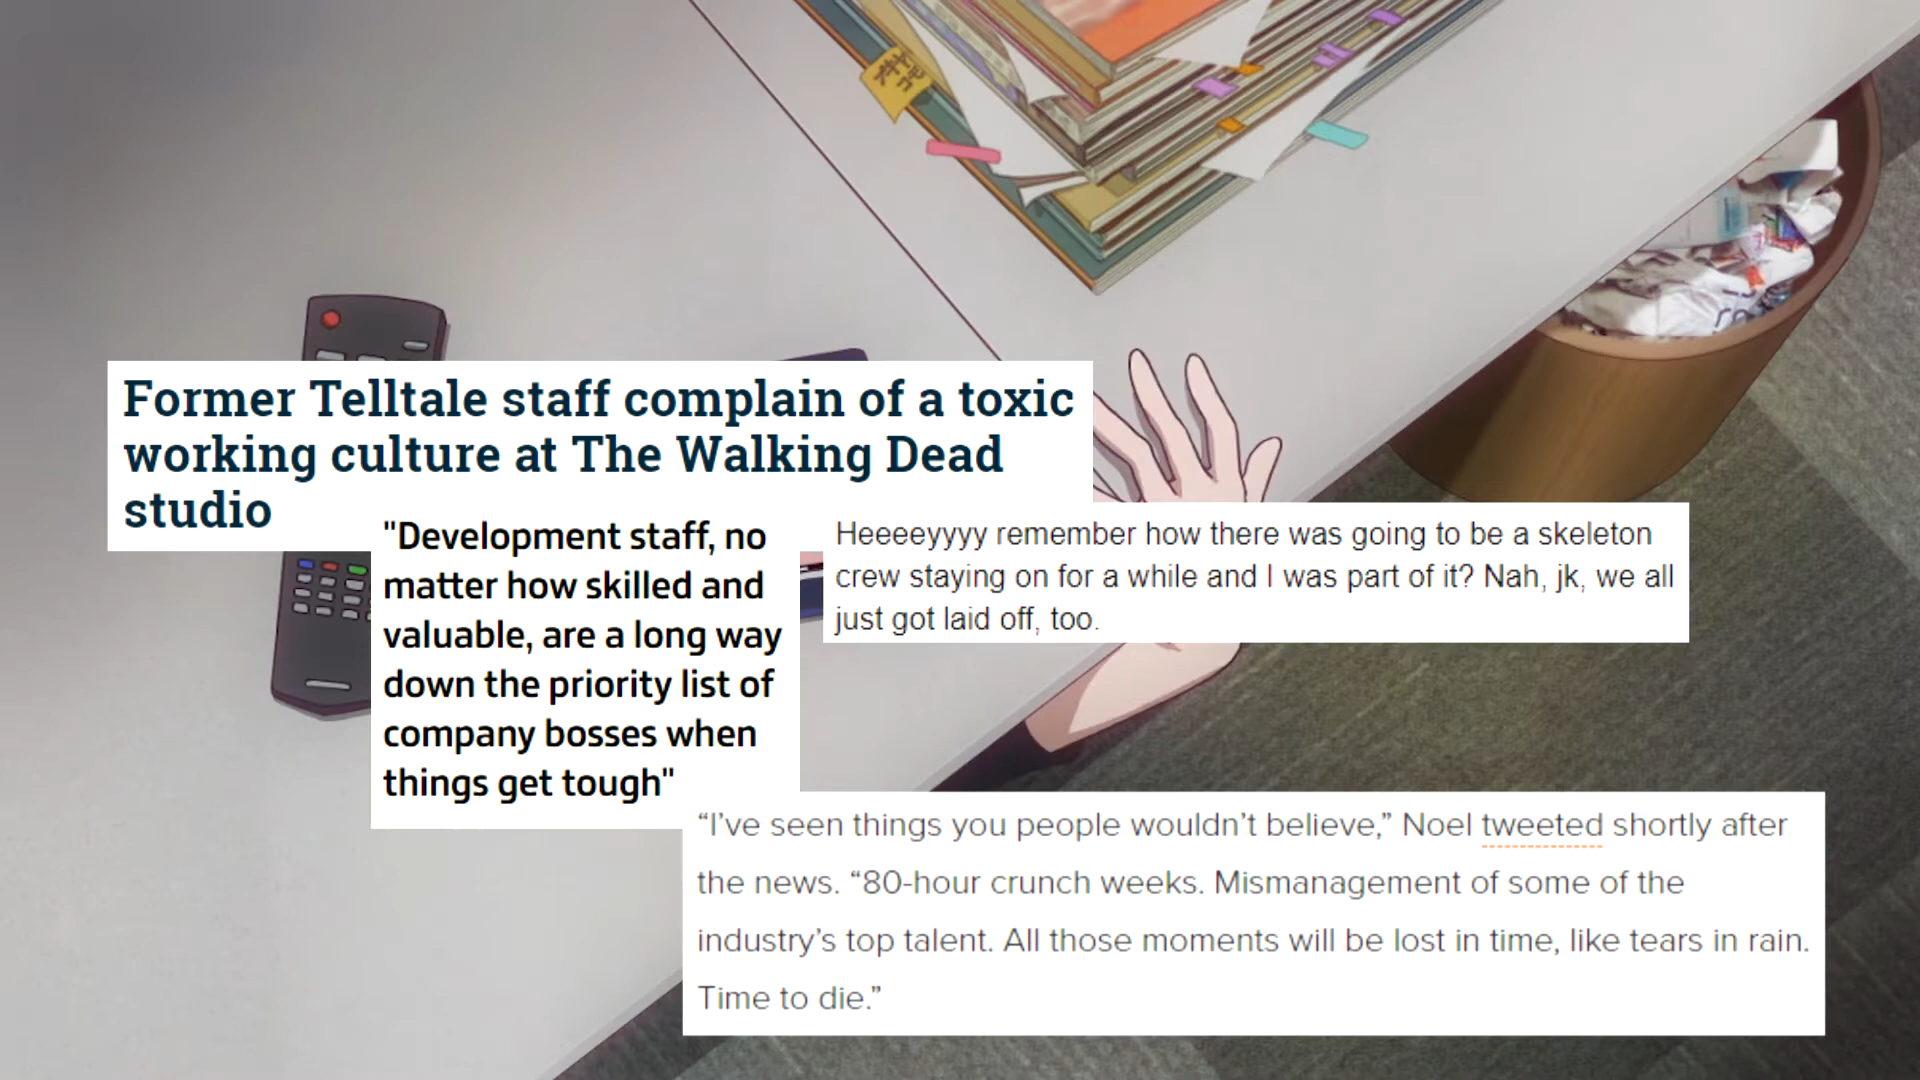 Former Telltale staff complain of a toxic
working culture at The Walking Dead
studio
"Development staff, no
matter how skilled and
valuable, are a long way
down the priority list of
company bosses when
things get tough"
Heeeeyyyy remember how there was going to be a skeleton
crew staying on for a while and I was part of it? Nah, jk, we all
just got laid off, too.
“I’ve seen things you people wouldn’t believe,” Noel tweeted shortly after
the news. “80-hour crunch weeks. Mismanagement of some of the
industry’s top talent. All those moments will be lost in time, like tears in rain.
Time to die.”